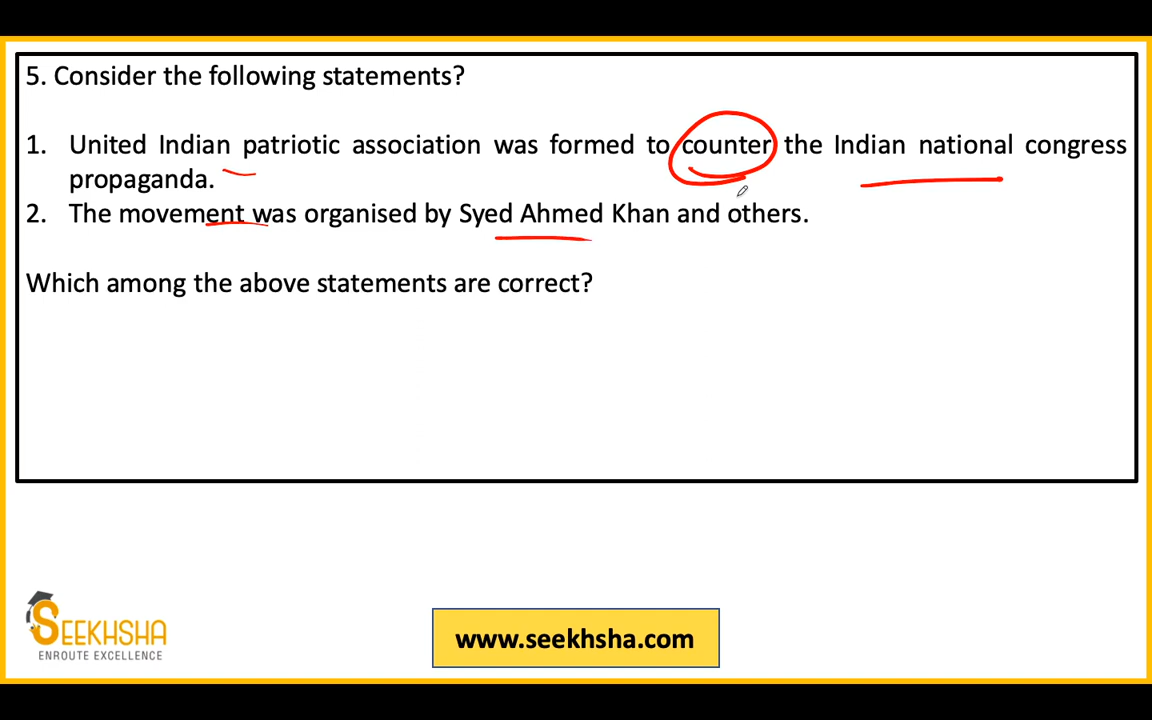 5. Consider the following statements?
1. United Indian patriotic association was formed to counter the Indian national congress
propaganda.
2. The movement was organised by Syed Ahmed Khan and others.
Which among the above statements are correct?
SEEKHSHA
ENROUTE EXCELLENCE
www.seekhsha.com